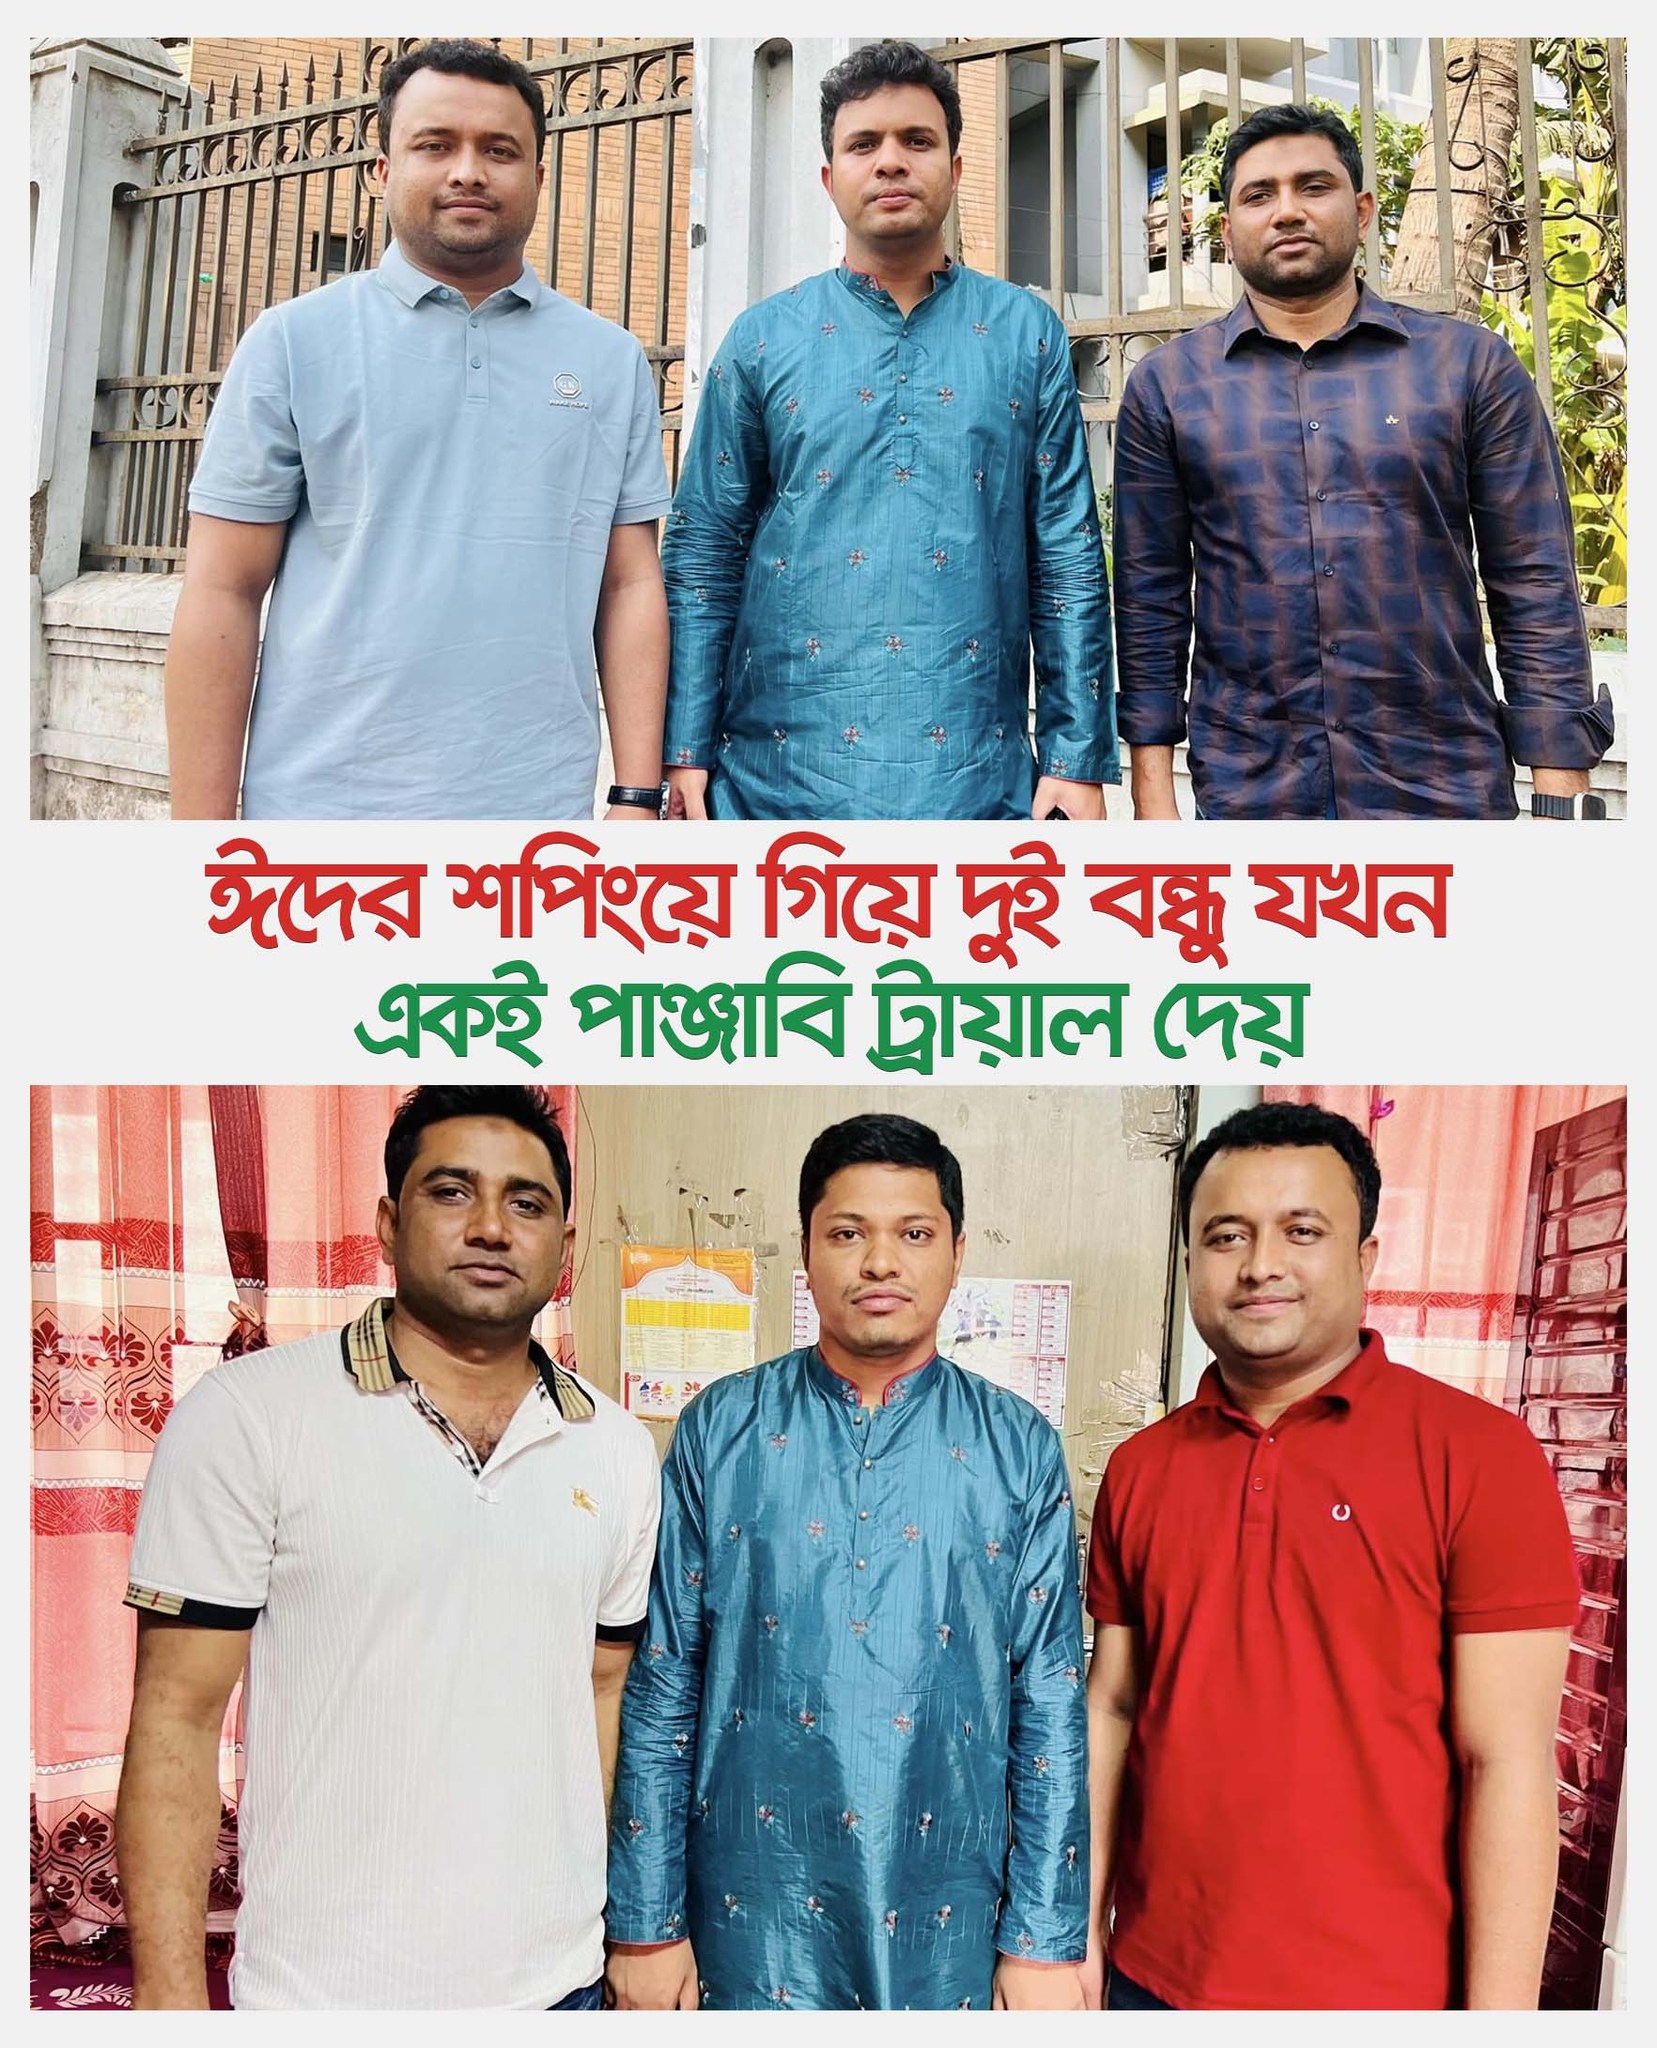 ঈদের শপিংয়ে গিয়ে দুই বন্ধু যখন
একই পাঞ্জাবি ট্রায়াল দেয়